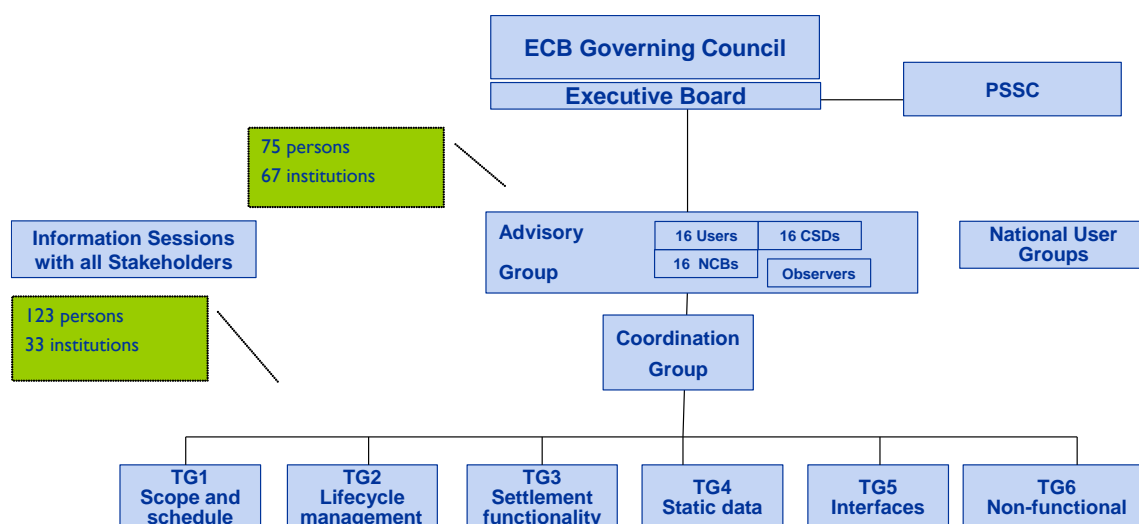 ECB Governing Council
Executive Board
PSSC
75 persons
67 institutions
Information Sessions
with all Stakeholders
Advisory
Group
16 Users
16 CSDs
16 NCBs
Observers
National User
Groups
123 persons
33 institutions
Coordination
Group
TG1
Scope and
schedule
TG2
Lifecycle
management
TG3
Settlement
functionality
TG4
Static data
TG5
Interfaces
TG6
Non-functional